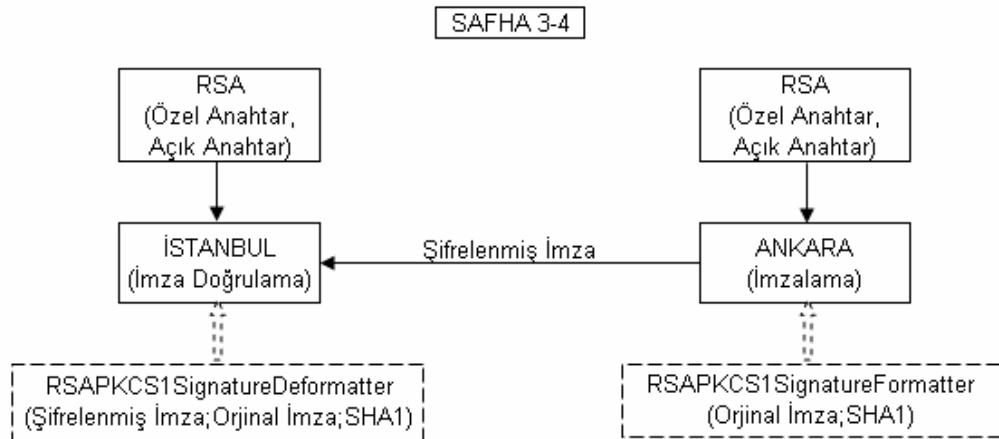 SAFHA 3-4
RSA
(Özel Anahtar,
Açık Anahtar)
RSA
(Özel Anahtar,
Açık Anahtar)
İSTANBUL
(İmza Doğrulama)
Şifrelenmiş İmza
ANKARA
(İmzalama)
RSAPKCS1SignatureDeformatter
(Şifrelenmiş İmza;Orjinal İmza;SHA1)
RSAPKCS1SignatureFormatter
(Orjinal İmza;SHA1)